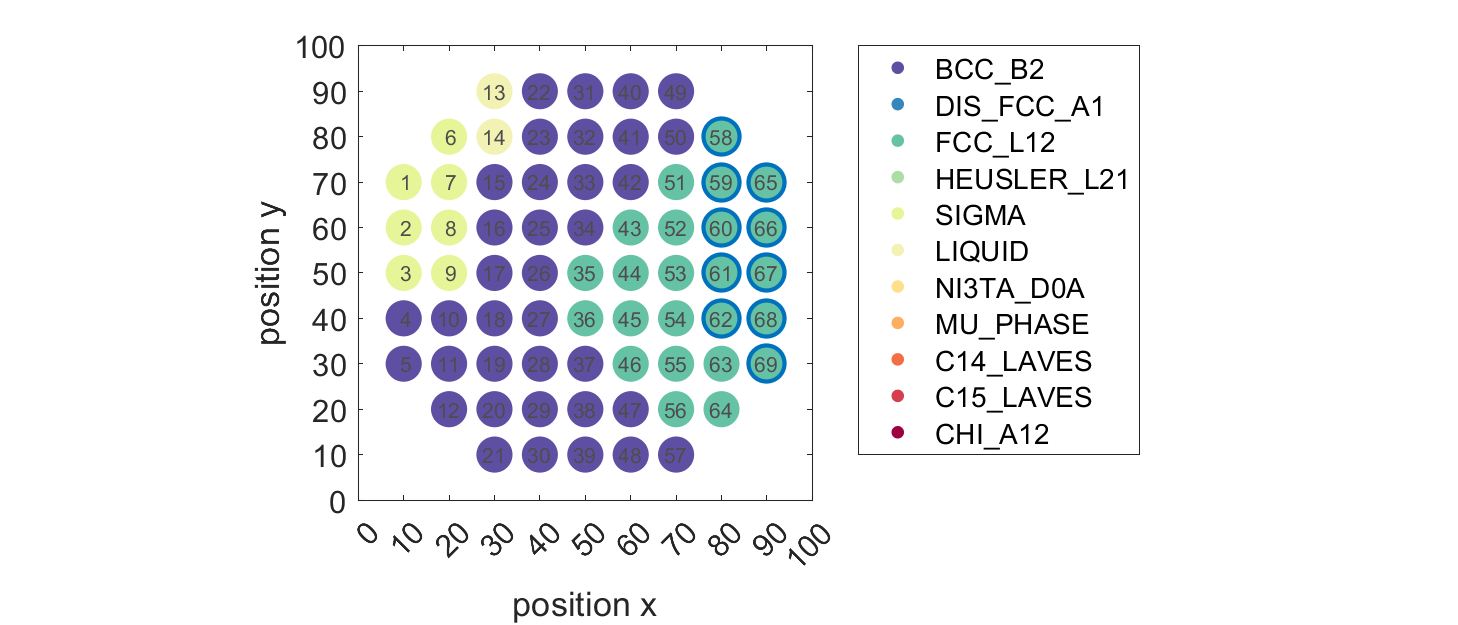 100
90
80
70
60
50
40
30
20
10
0
position y
13 22 31 40 49
6 14 23 32 41 50 58
1 7 15 24 33 42 51 59 65
2 8 16 25 34 43 52 60 66
3 9 17 26 35 44 53 61 67
4 10 18 27 36 45 54 62 68
5 11 19 28 37 46 55 63 69
12 20 29 38 47 56 64
21 30 39 48 57
0 10 20 30 40 50 60 70 80 90 100
position x
BCC_B2
DIS_FCC_A1
FCC_L12
HEUSLER_L21
SIGMA
LIQUID
NI3TA_D0A
MU_PHASE
C14_LAVES
C15_LAVES
CHI_A12